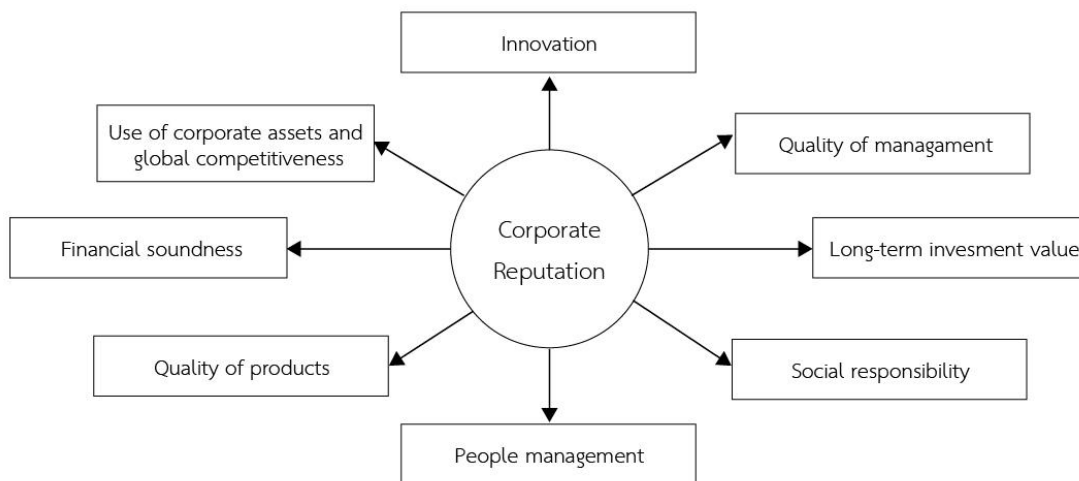 Innovation
Use of corporate assets and
global competitiveness
Quality of managament
Corporate
Reputation
Financial soundness
Long-term invesment value
Quality of products
Social responsibility
People management